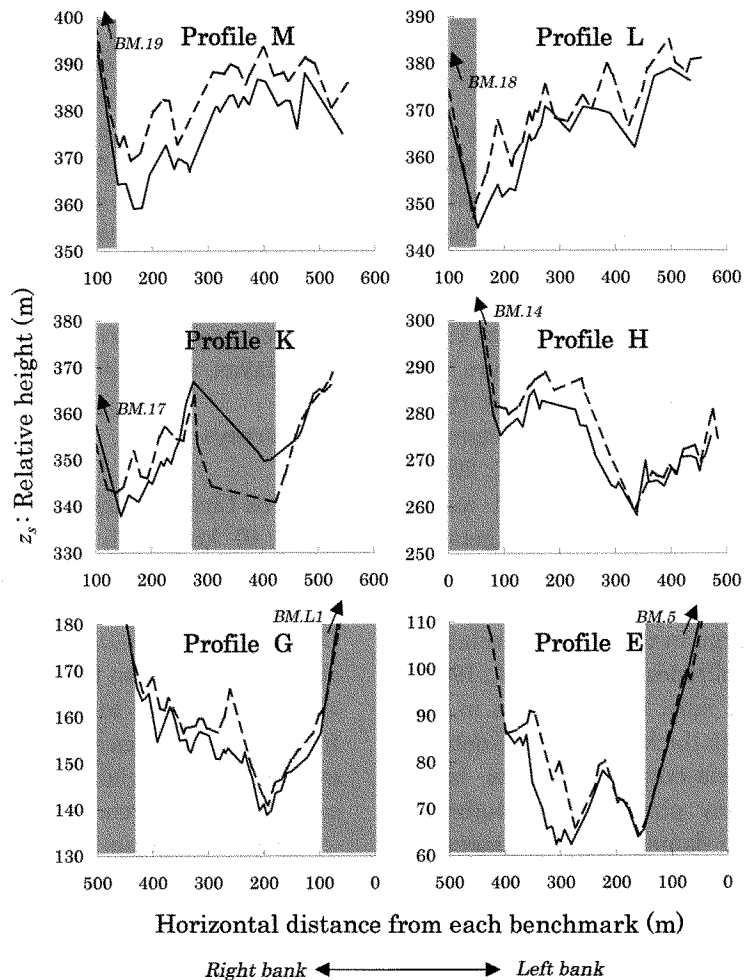 Profile M
Profile L
BM.19
BM.18
400
390
380
370
360
350
390
380
370
360
350
340
100 200 300 400 500 600
100 200 300 400 500 600
Profile K
Profile H
BM.17
BM.14
380
370
360
350
340
330
300
290
280
270
260
250
100 200 300 400 500 600
0 100 200 300 400 500
Profile G
Profile E
BM.L1
BM.5
180
170
160
150
140
130
110
100
90
80
70
60
500 400 300 200 100 0
500 400 300 200 100 0
zs : Relative height (m)
Horizontal distance from each benchmark (m)
Right bank
Left bank